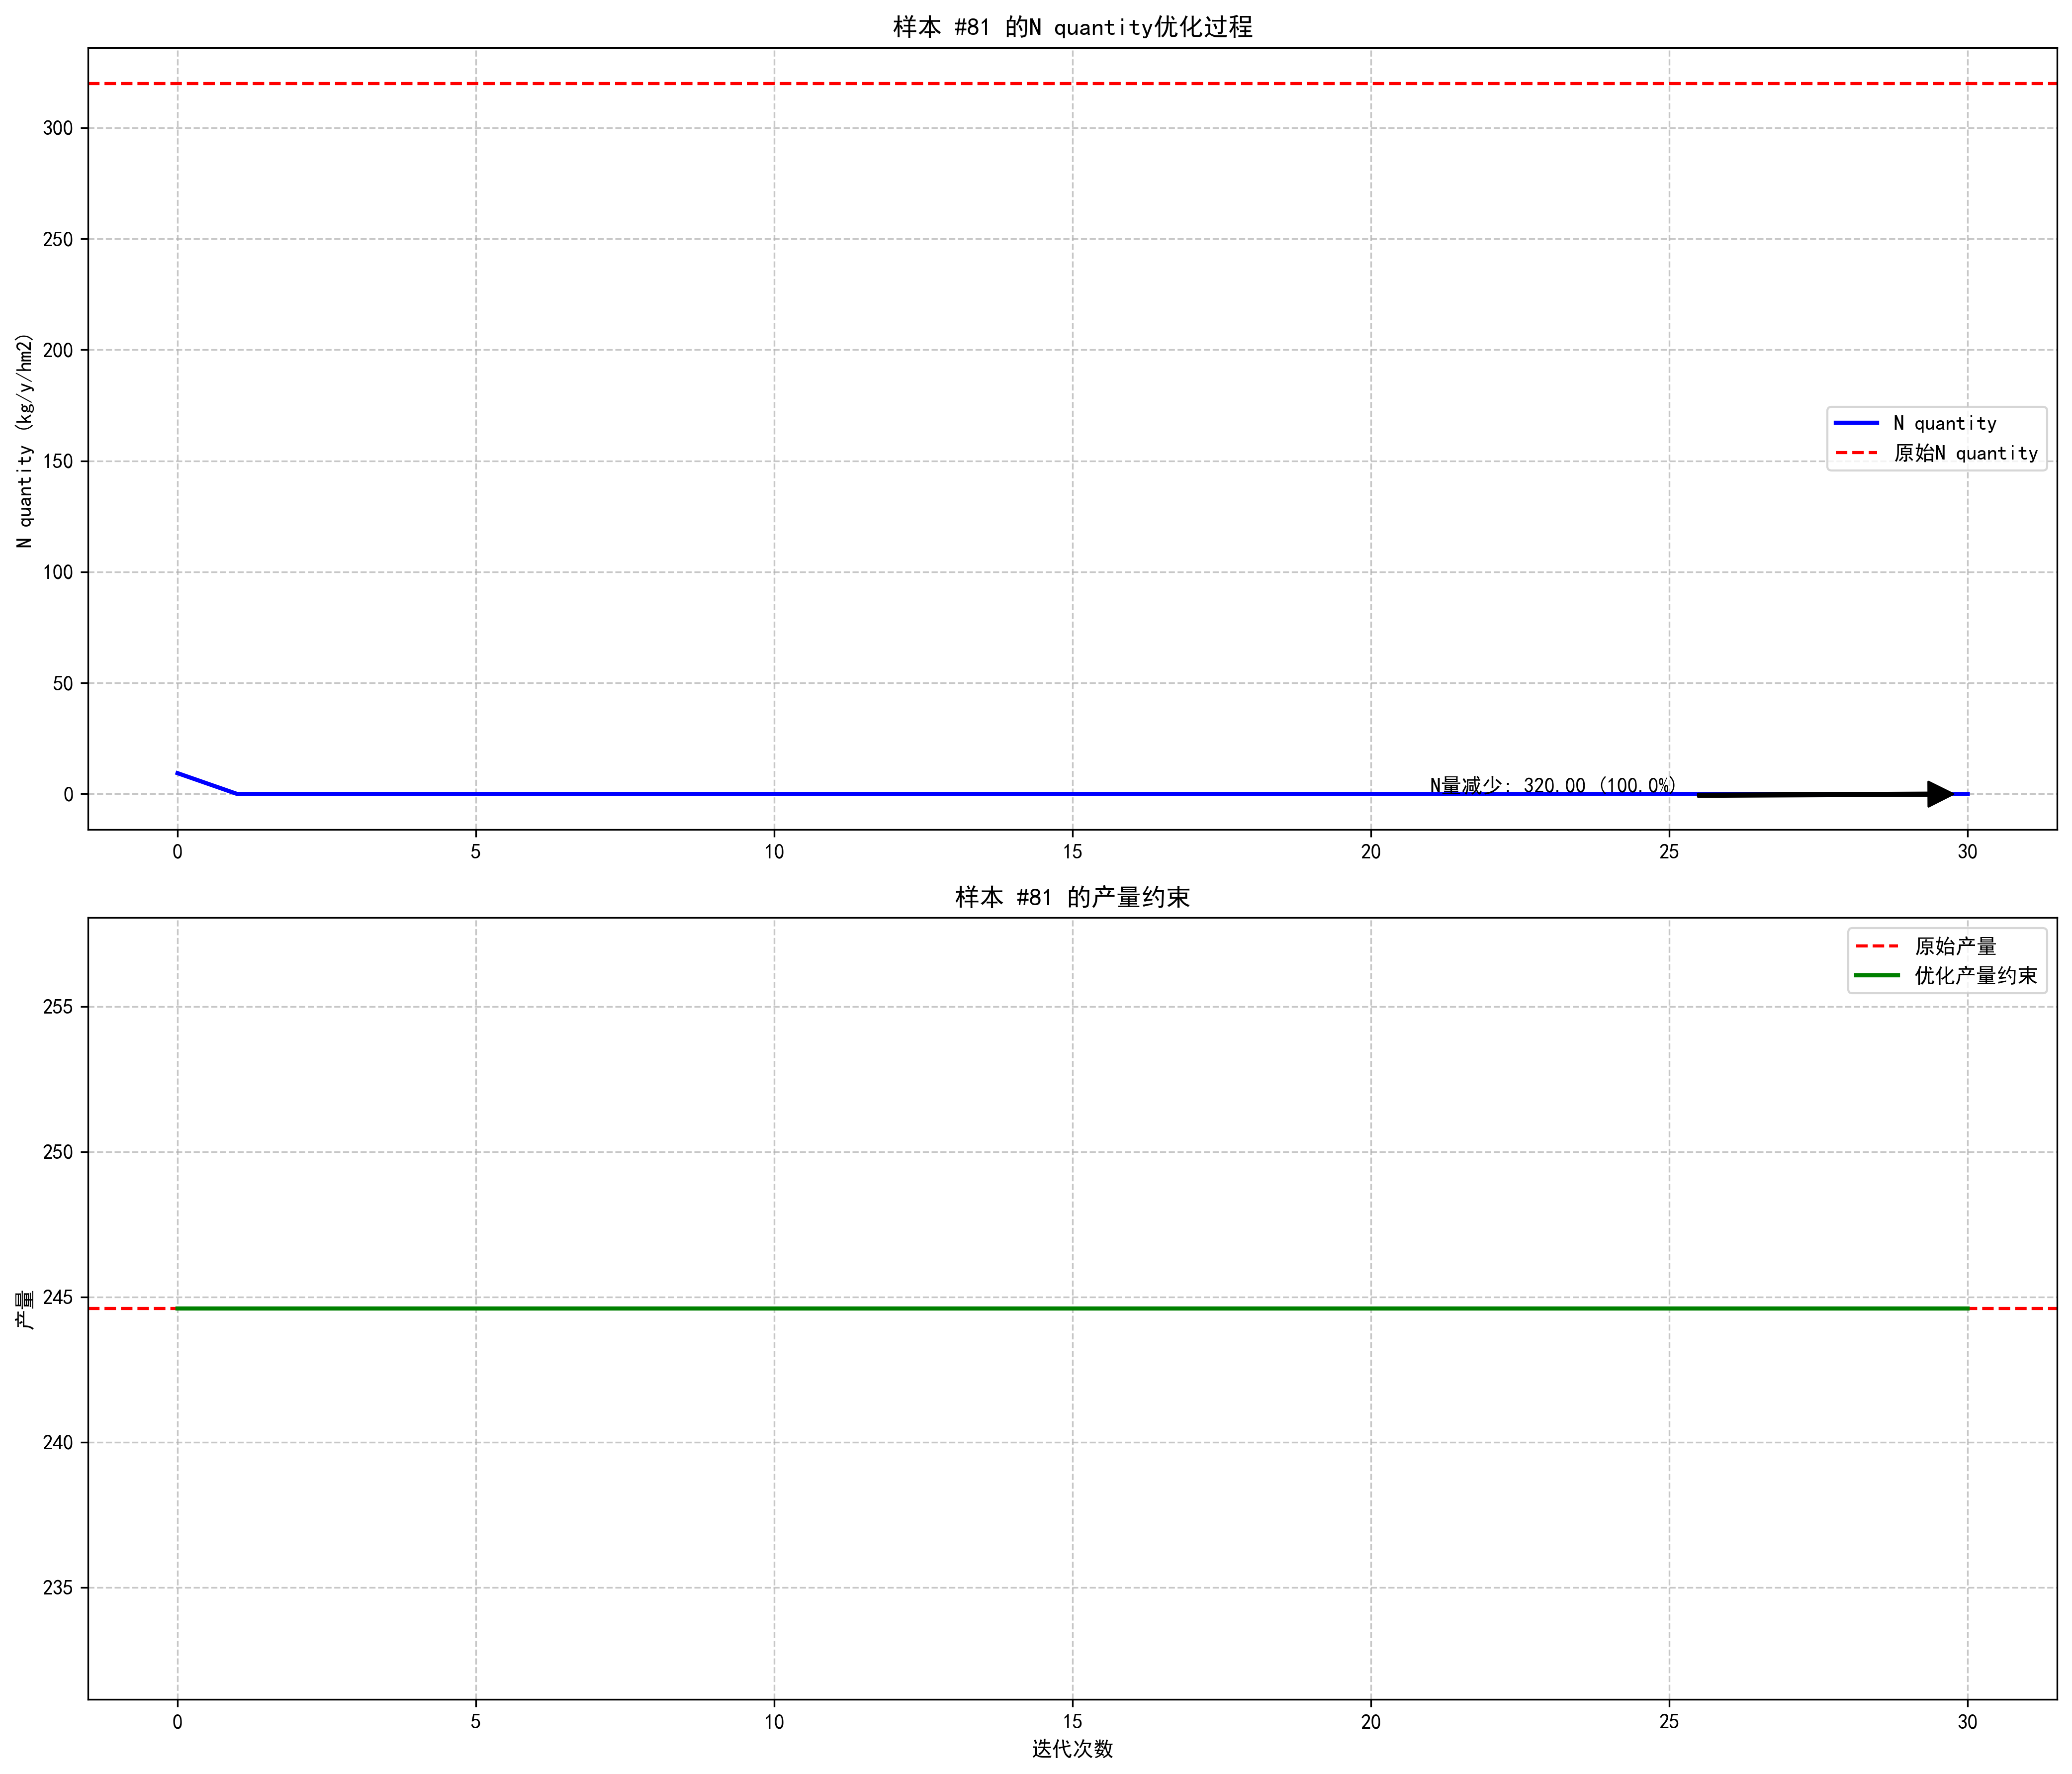 样本 #81 的N quantity优化过程
N quantity (kg/y/hm2)
300
250
200
150
100
50
0
N quantity
原始N quantity
N量减少: 320.00 (100.0%)
0 5 10 15 20 25 30
样本 #81 的产量约束
产量
255
250
245
240
235
原始产量
优化产量约束
0 5 10 15 20 25 30
迭代次数